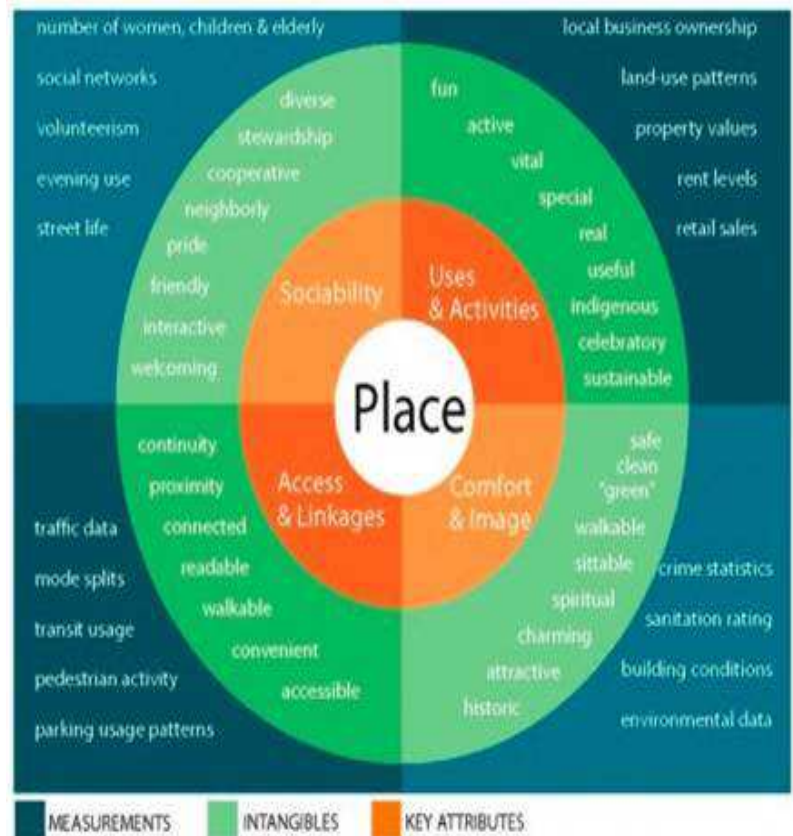 number of women, children & elderly
social networks
volunteerism
evening use
street life
local business ownership
land-use patterns
property values
rent levels
retail sales
diverse
stewardship
cooperative
neighborly
pride
friendly
interactive
welcoming
fun
active
vital
special
real
useful
indigenous
celebratory
sustainable
Sociability
Uses
& Activities
Place
Access
& Linkages
Comfort
& Image
continuity
proximity
connected
readable
walkable
convenient
accessible
safe
clean
"green"
walkable
sittable
spiritual
charming
attractive
historic
traffic data
mode splits
transit usage
pedestrian activity
parking usage patterns
crime statistics
sanitation rating
building conditions
environmental data
MEASUREMENTS
INTANGIBLES
KEY ATTRIBUTES